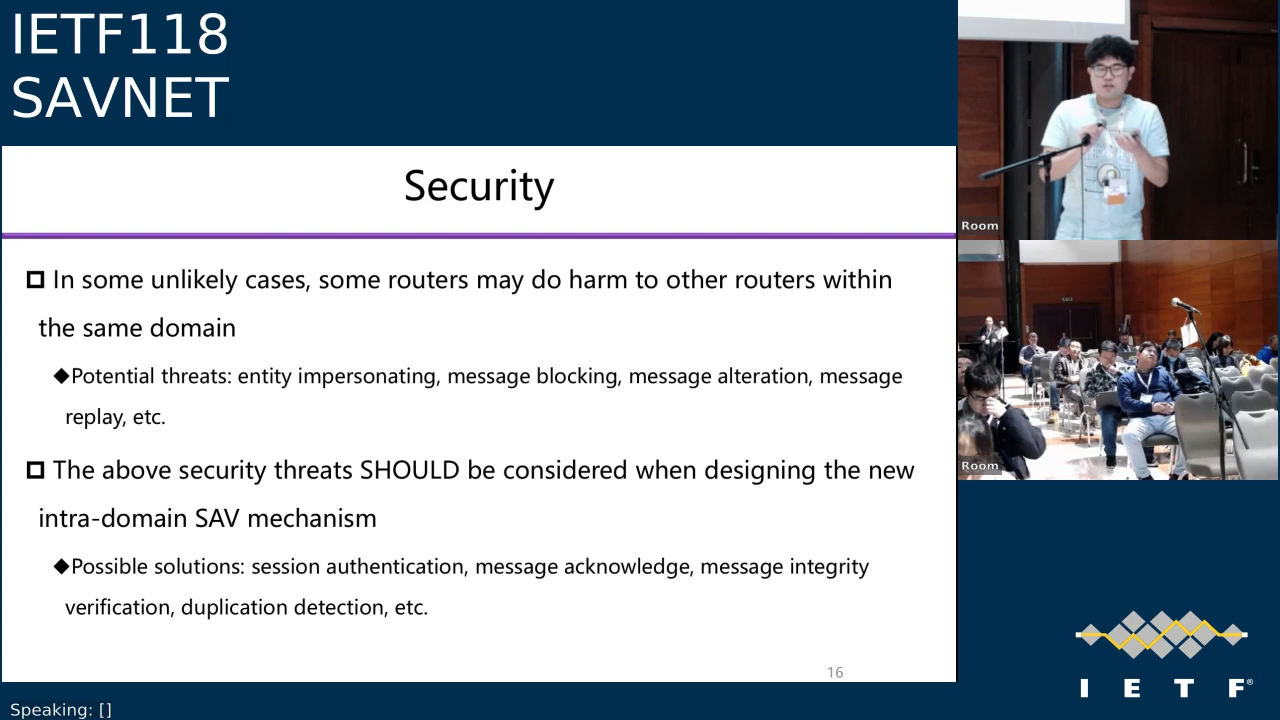 IETF118
SAVNET
Security
In some unlikely cases, some routers may do harm to other routers within
the same domain
◆Potential threats: entity impersonating, message blocking, message alteration, message
replay, etc.
The above security threats SHOULD be considered when designing the new
intra-domain SAV mechanism
◆Possible solutions: session authentication, message acknowledge, message integrity
verification, duplication detection, etc.
16
Room
Room
I E T F®
Speaking: []